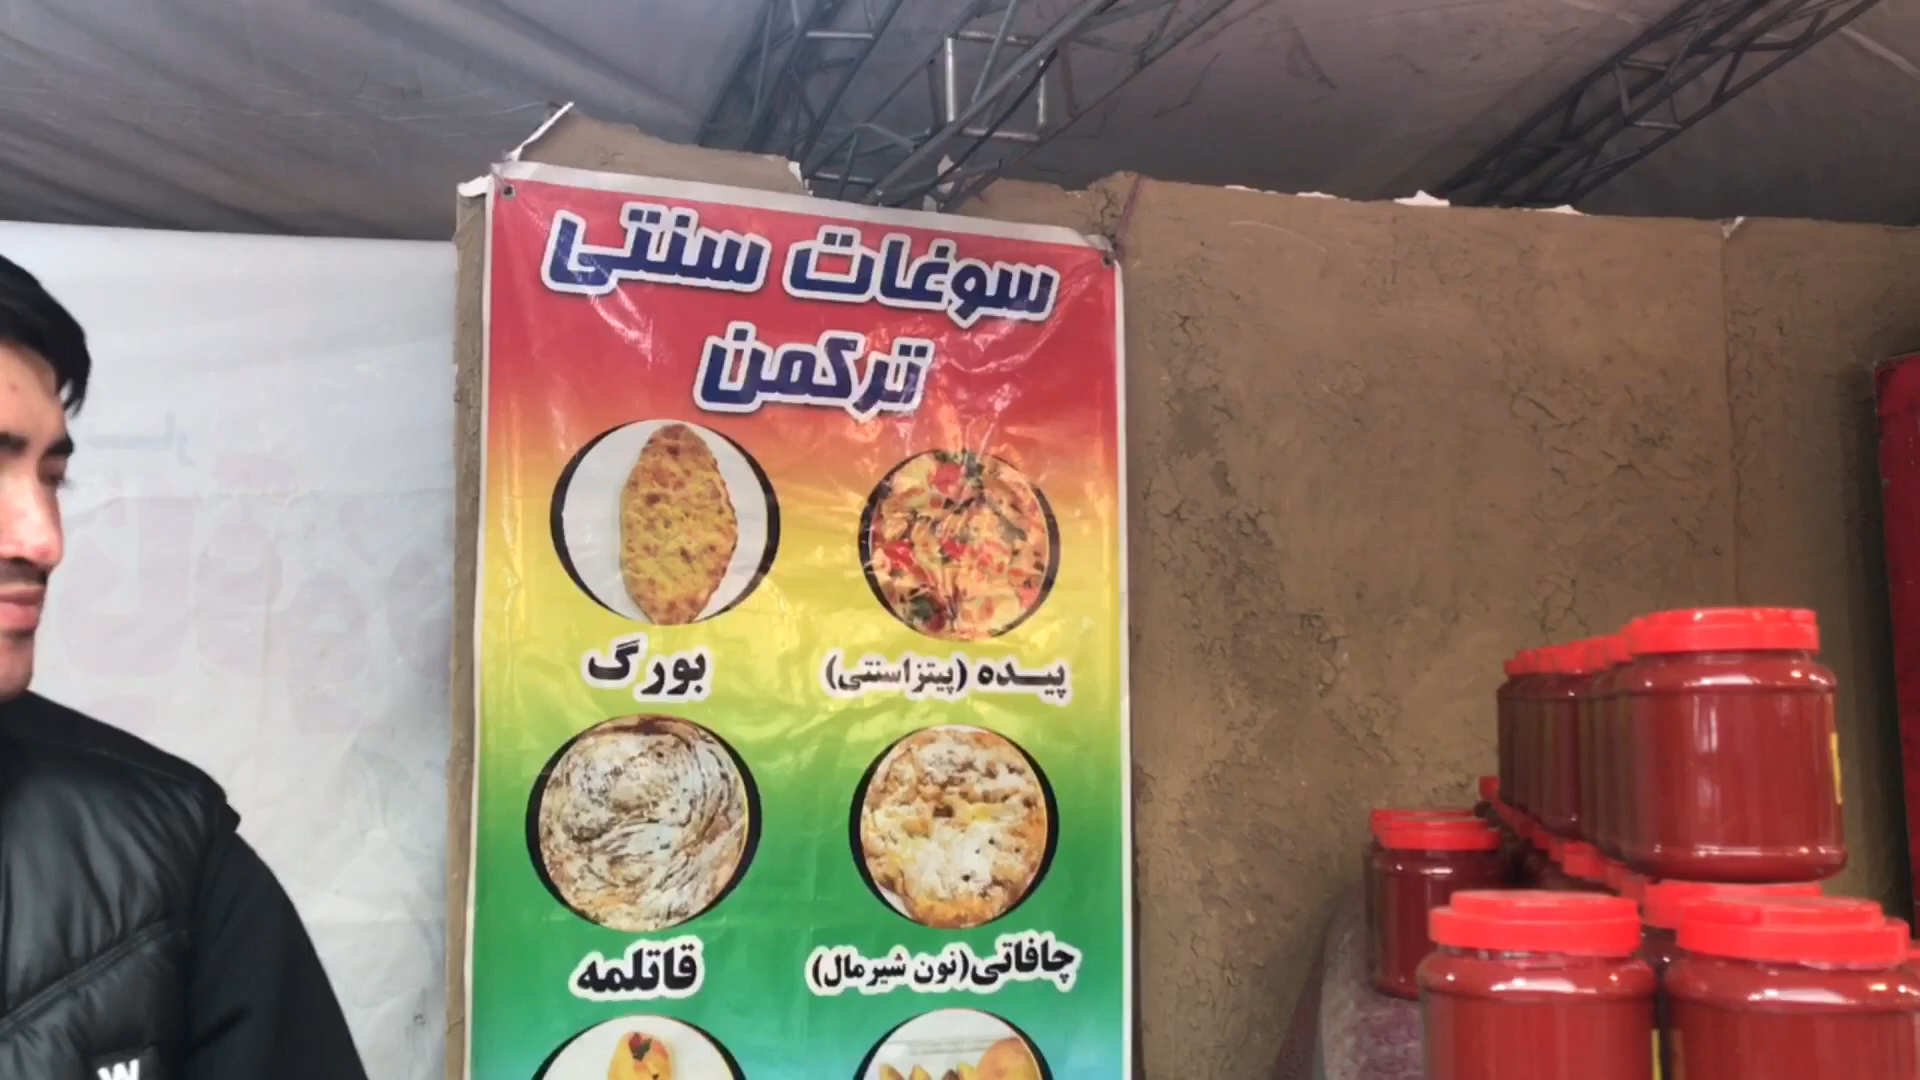 سوغات سنتی
ترکمن
پیده (پیتزاسنتی)
بورگ
چافاتی(نون شیرمال)
قاتلمه
W